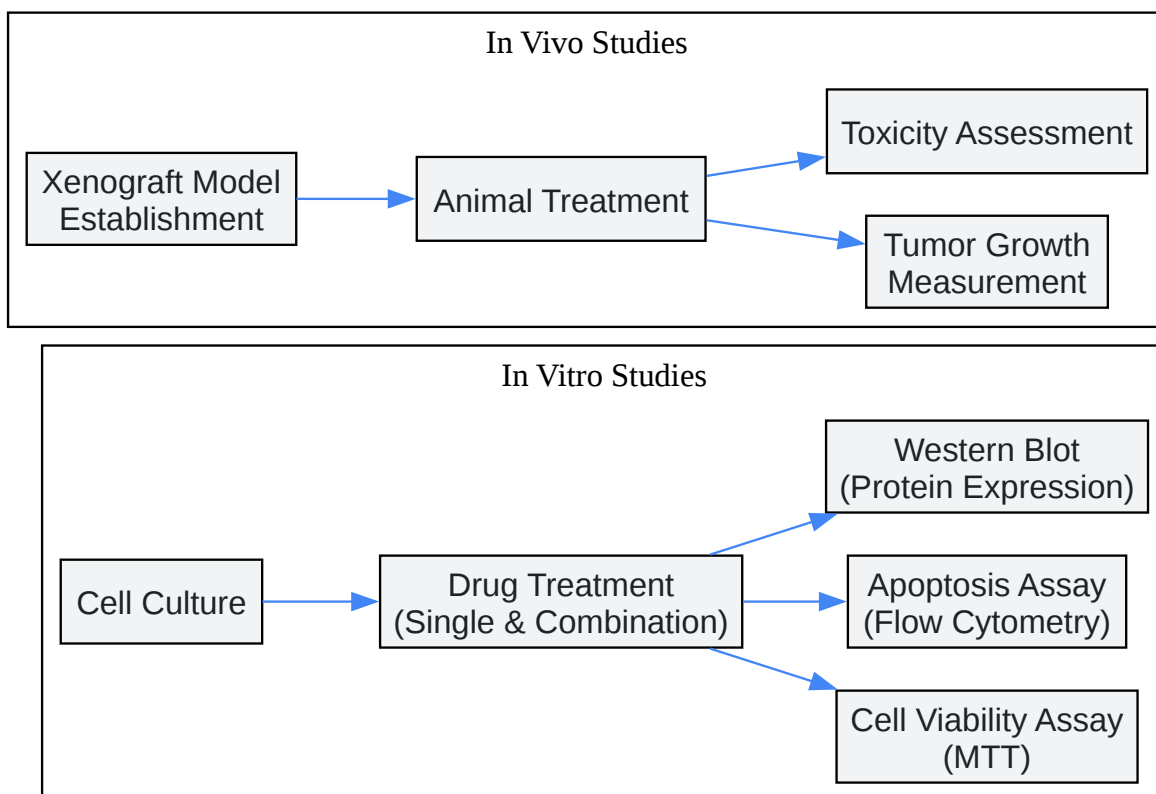 In Vivo Studies
Toxicity Assessment
Xenograft Model
Establishment
Animal Treatment
Tumor Growth
Measurement
In Vitro Studies
Western Blot
(Protein Expression)
Cell Culture
Drug Treatment
(Single & Combination)
Apoptosis Assay
(Flow Cytometry)
Cell Viability Assay
(MTT)